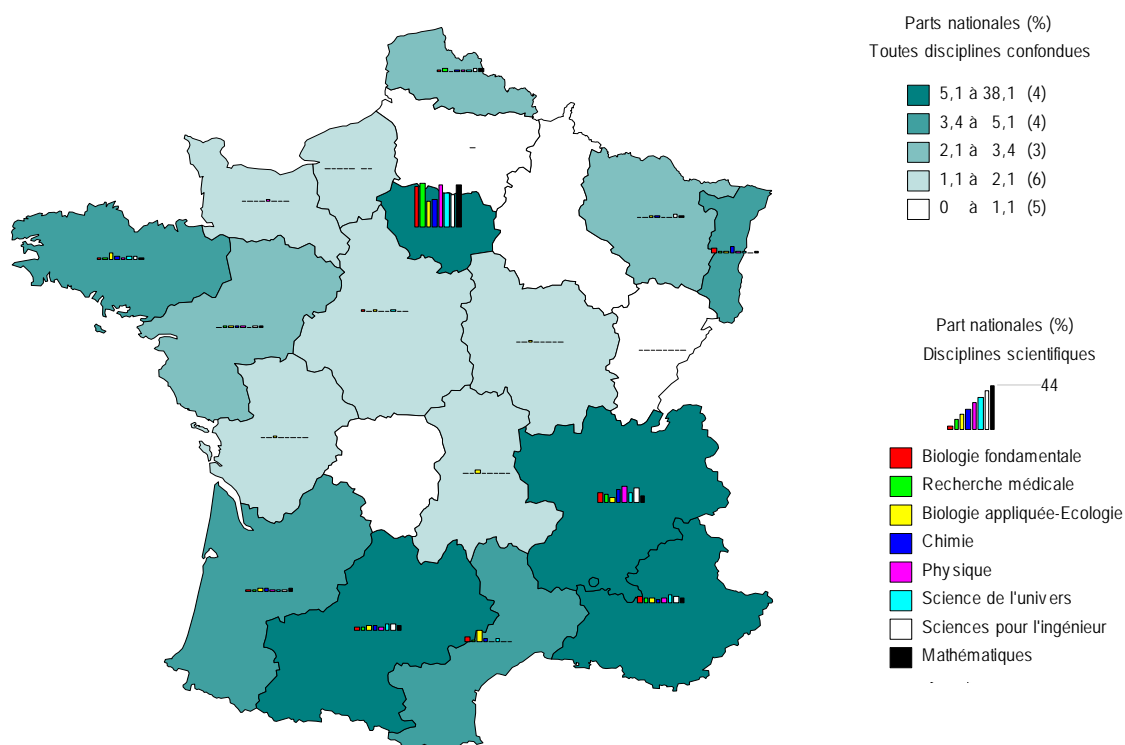 Parts nationales (%)
Toutes disciplines confondues
5,1 à 38,1 (4)
3,4 à 5,1 (4)
2,1 à 3,4 (3)
1,1 à 2,1 (6)
0 à 1,1 (5)
Part nationales (%)
Disciplines scientifiques
44
Biologie fondamentale
Recherche médicale
Biologie appliquée-Ecologie
Chimie
Physique
Science de l'univers
Sciences pour l'ingénieur
Mathématiques